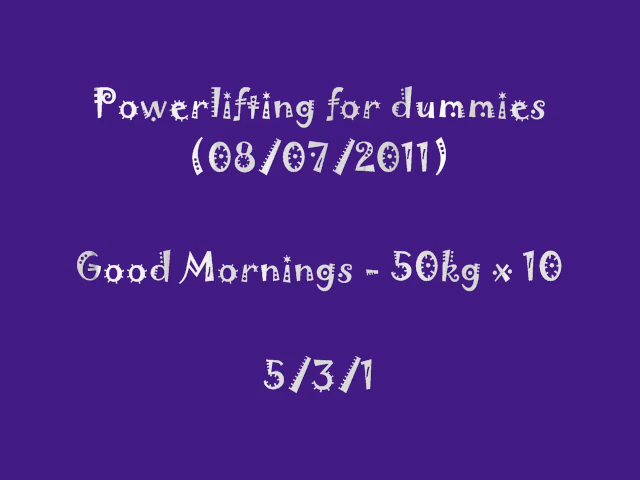 Powerlifting for dummies
(08/07/2011)
Good Mornings - 50kg x 10
5/3/1